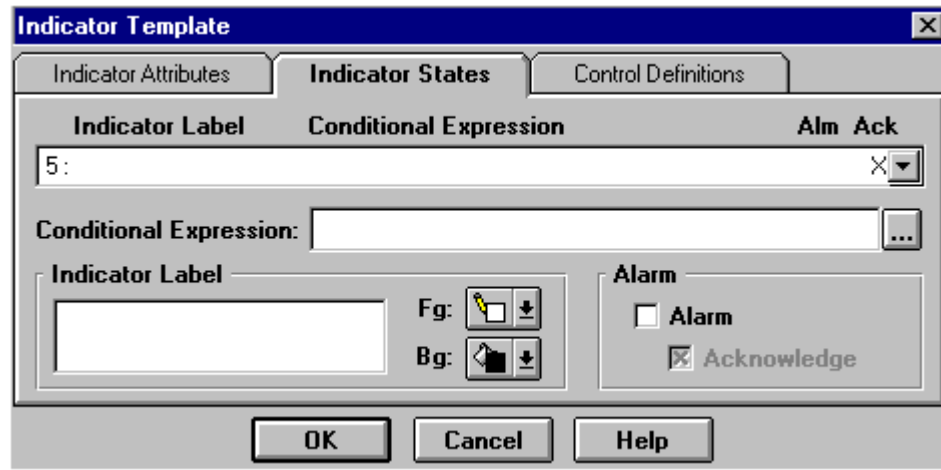 Indicator Template
Indicator Attributes Indicator States Control Definitions
Indicator Label Conditional Expression Alm Ack
5: X
Conditional Expression: ...
Indicator Label Alarm
Fg: Alarm
Bg: Acknowledge
OK Cancel Help